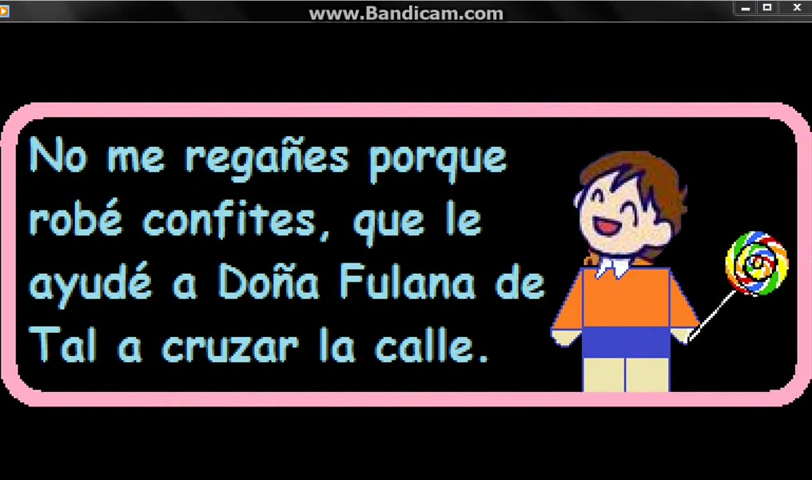 www.Bandicam.com
No me regañes porque
robé confites, que le
ayudé a Doña Fulana de
Tal a cruzar la calle.